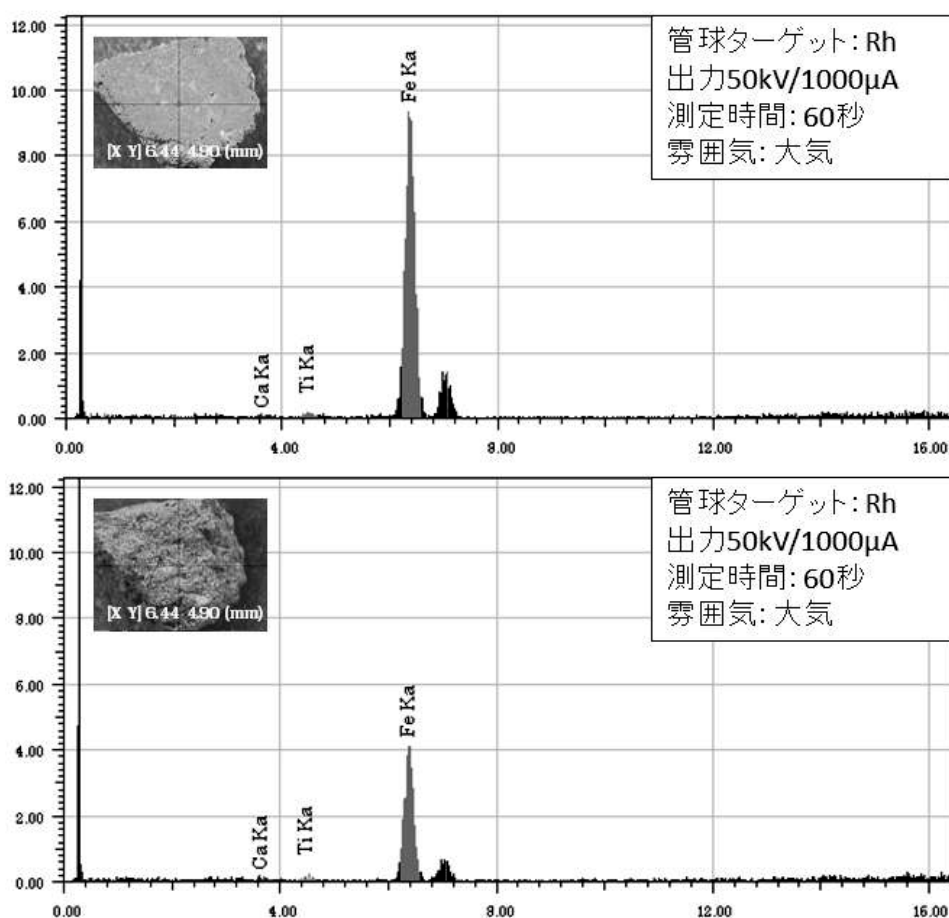 12.00
10.00
8.00
6.00
4.00
2.00
0.00
[X Y] 6.44 4.90 (mm)
Ca Ka
Ti Ka
Fe Ka
管球ターゲット: Rh
出力50kV/1000μA
測定時間: 60秒
雰囲気: 大気
0.00 4.00 8.00 12.00 16.00
12.00
10.00
8.00
6.00
4.00
2.00
0.00
[X Y] 6.44 4.90 (mm)
Ca Ka
Ti Ka
Fe Ka
管球ターゲット: Rh
出力50kV/1000μA
測定時間: 60秒
雰囲気: 大気
0.00 4.00 8.00 12.00 16.00